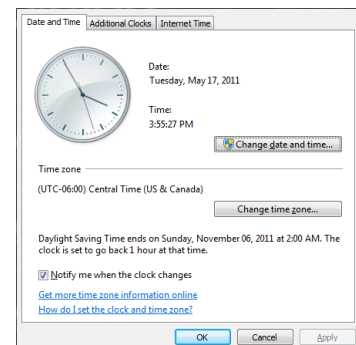 Date and Time Additional Clocks Internet Time
Date:
Tuesday, May 17, 2011
Time:
3:55:27 PM
Change date and time...
Time zone
(UTC-06:00) Central Time (US & Canada)
Change time zone...
Daylight Saving Time ends on Sunday, November 06, 2011 at 2:00 AM. The
clock is set to go back 1 hour at that time.
Notify me when the clock changes
Get more time zone information online
How do I set the clock and time zone?
OK Cancel Apply